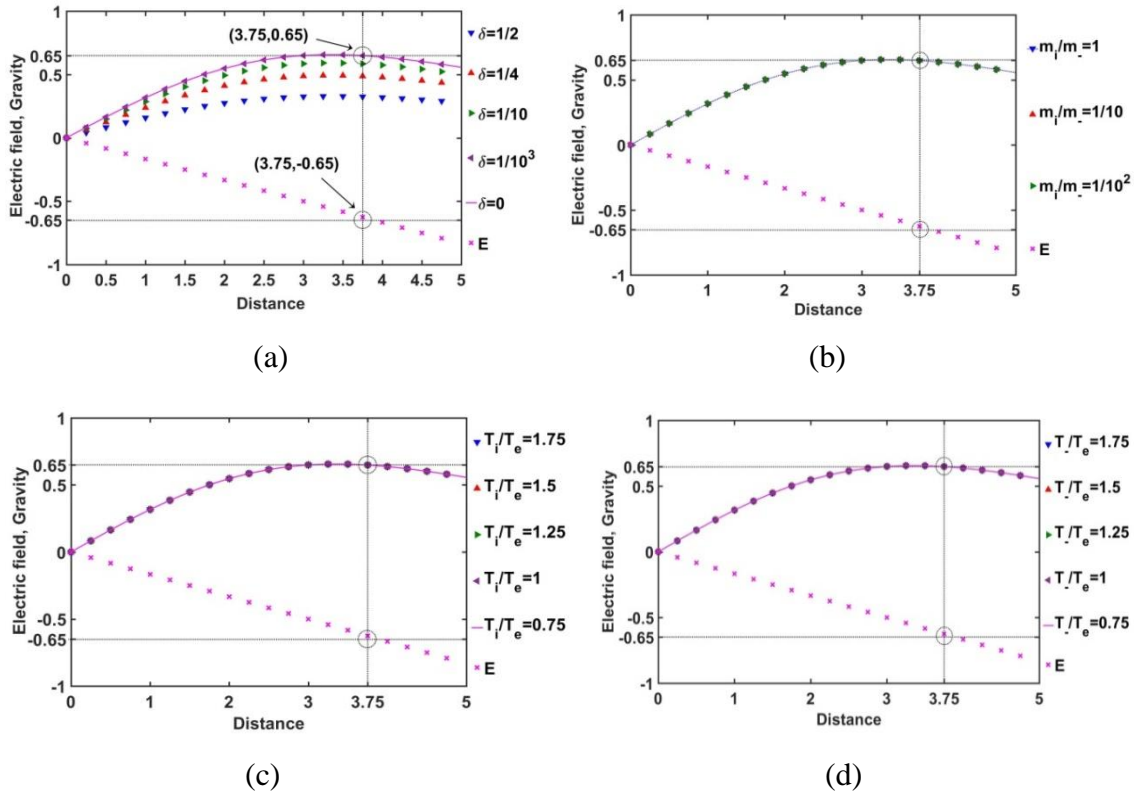 1
0.65
0.5
0
-0.5
-0.65
-1
Electric field, Gravity
(3.75,0.65)
(3.75,-0.65)
0 0.5 1 1.5 2 2.5 3 3.5 4 4.5 5
Distance
δ=1/2
δ=1/4
δ=1/10
δ=1/10³
δ=0
E
(a)
1
0.65
0.5
0
-0.5
-0.65
-1
Electric field, Gravity
0 1 2 3 3.75 5
Distance
mᵢ/m₋=1
mᵢ/m₋=1/10
mᵢ/m₋=1/10²
E
(b)
1
0.65
0.5
0
-0.5
-0.65
-1
Electric field, Gravity
0 1 2 3 3.75 5
Distance
Tᵢ/Tₑ=1.75
Tᵢ/Tₑ=1.5
Tᵢ/Tₑ=1.25
Tᵢ/Tₑ=1
Tᵢ/Tₑ=0.75
E
(c)
1
0.65
0.5
0
-0.5
-0.65
-1
Electric field, Gravity
0 1 2 3 3.75 5
Distance
T₋/Tₑ=1.75
T₋/Tₑ=1.5
T₋/Tₑ=1.25
T₋/Tₑ=1
T₋/Tₑ=0.75
E
(d)